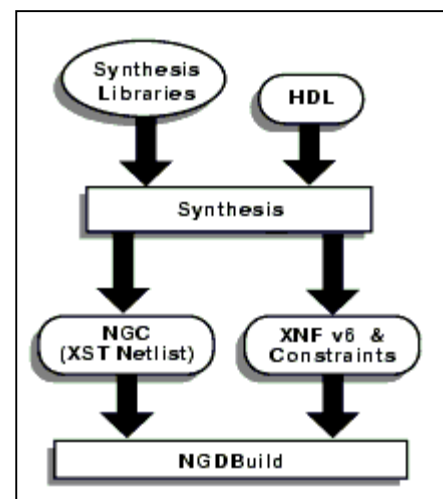 Synthesis
Libraries
HDL
Synthesis
NGC
(XST Netlist)
XNF v6 &
Constraints
NGDBuild